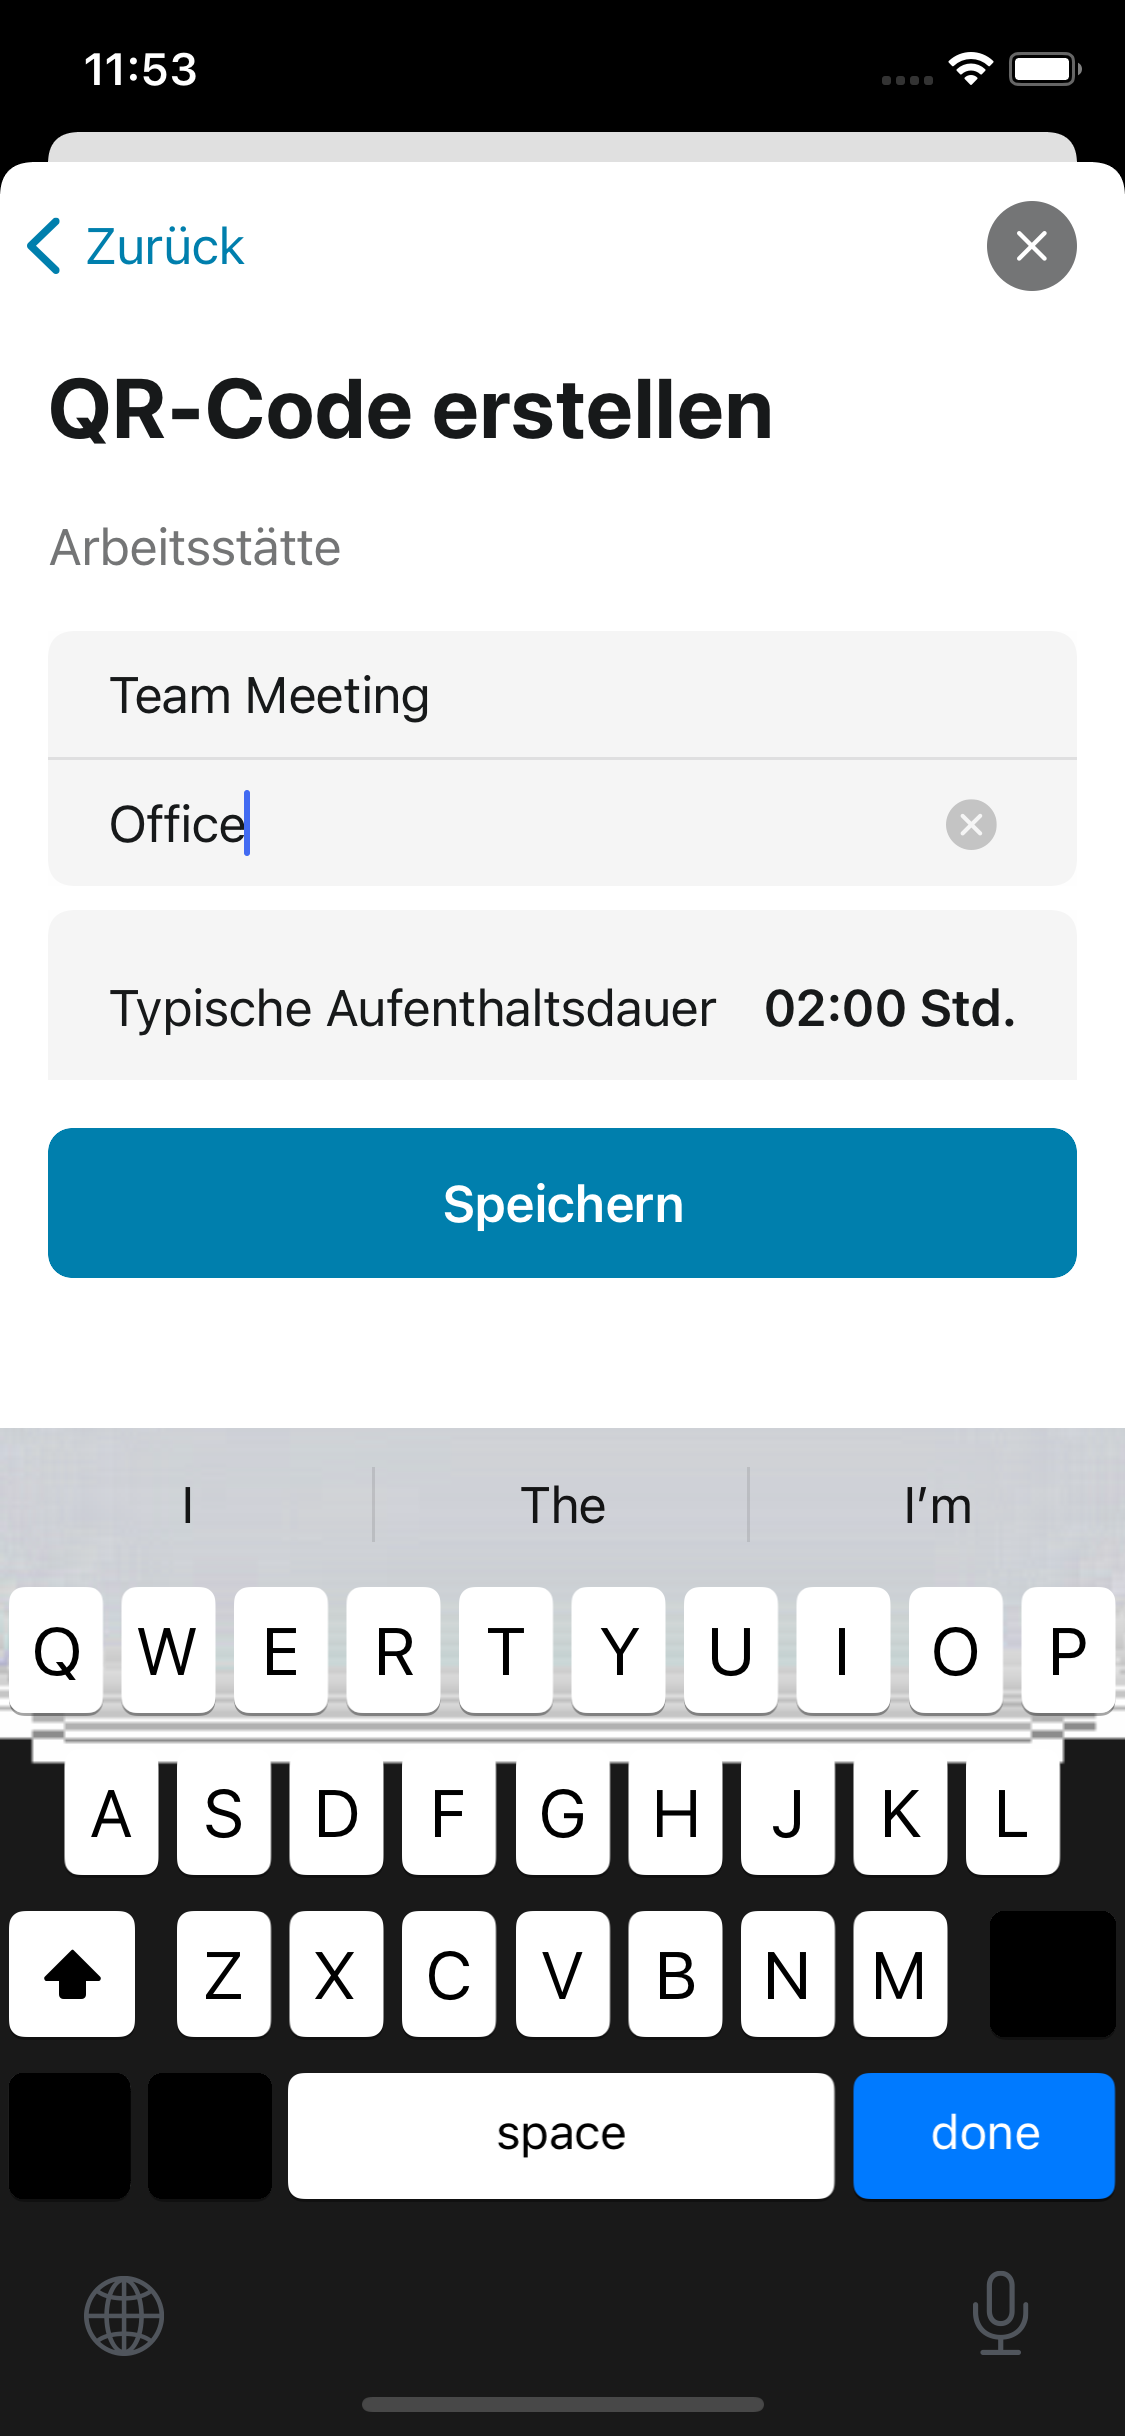 11:53
Zurück
QR-Code erstellen
Arbeitsstätte
Team Meeting
Office
Typische Aufenthaltsdauer 02:00 Std.
Speichern
I The I’m
Q W E R T Y U I O P
A S D F G H J K L
Z X C V B N M
space done